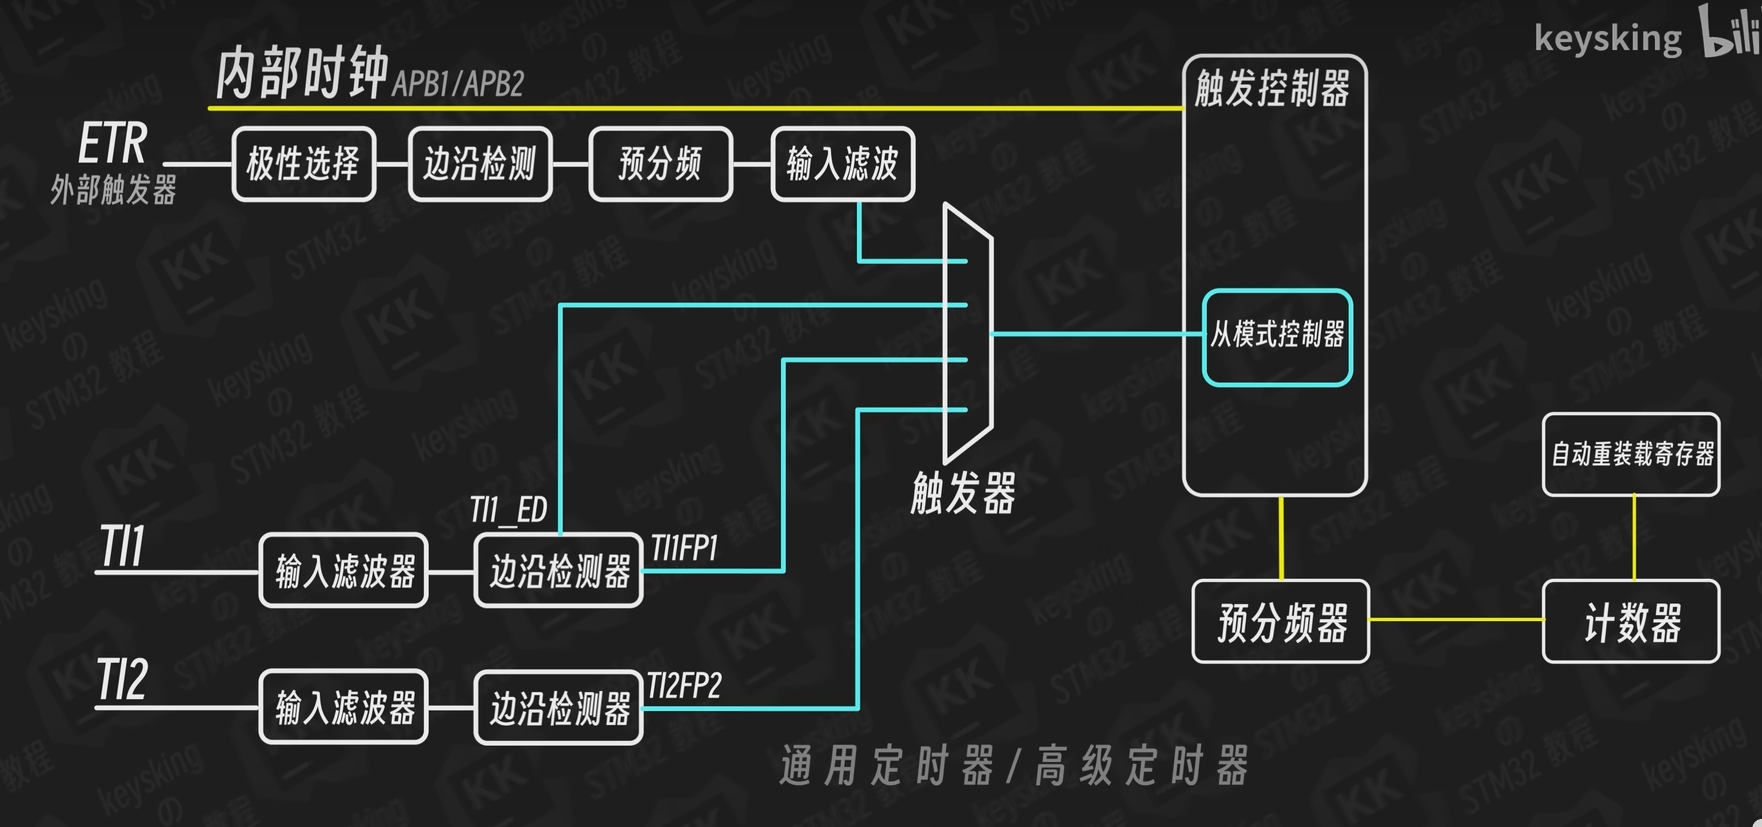 keysking bili
内部时钟 APB1/APB2
触发控制器
ETR
外部触发器
极性选择
边沿检测
预分频
输入滤波
从模式控制器
触发器
自动重装载寄存器
TI1_ED
TI1
输入滤波器
边沿检测器
TI1FP1
预分频器
计数器
TI2
输入滤波器
边沿检测器
TI2FP2
通用定时器/高级定时器